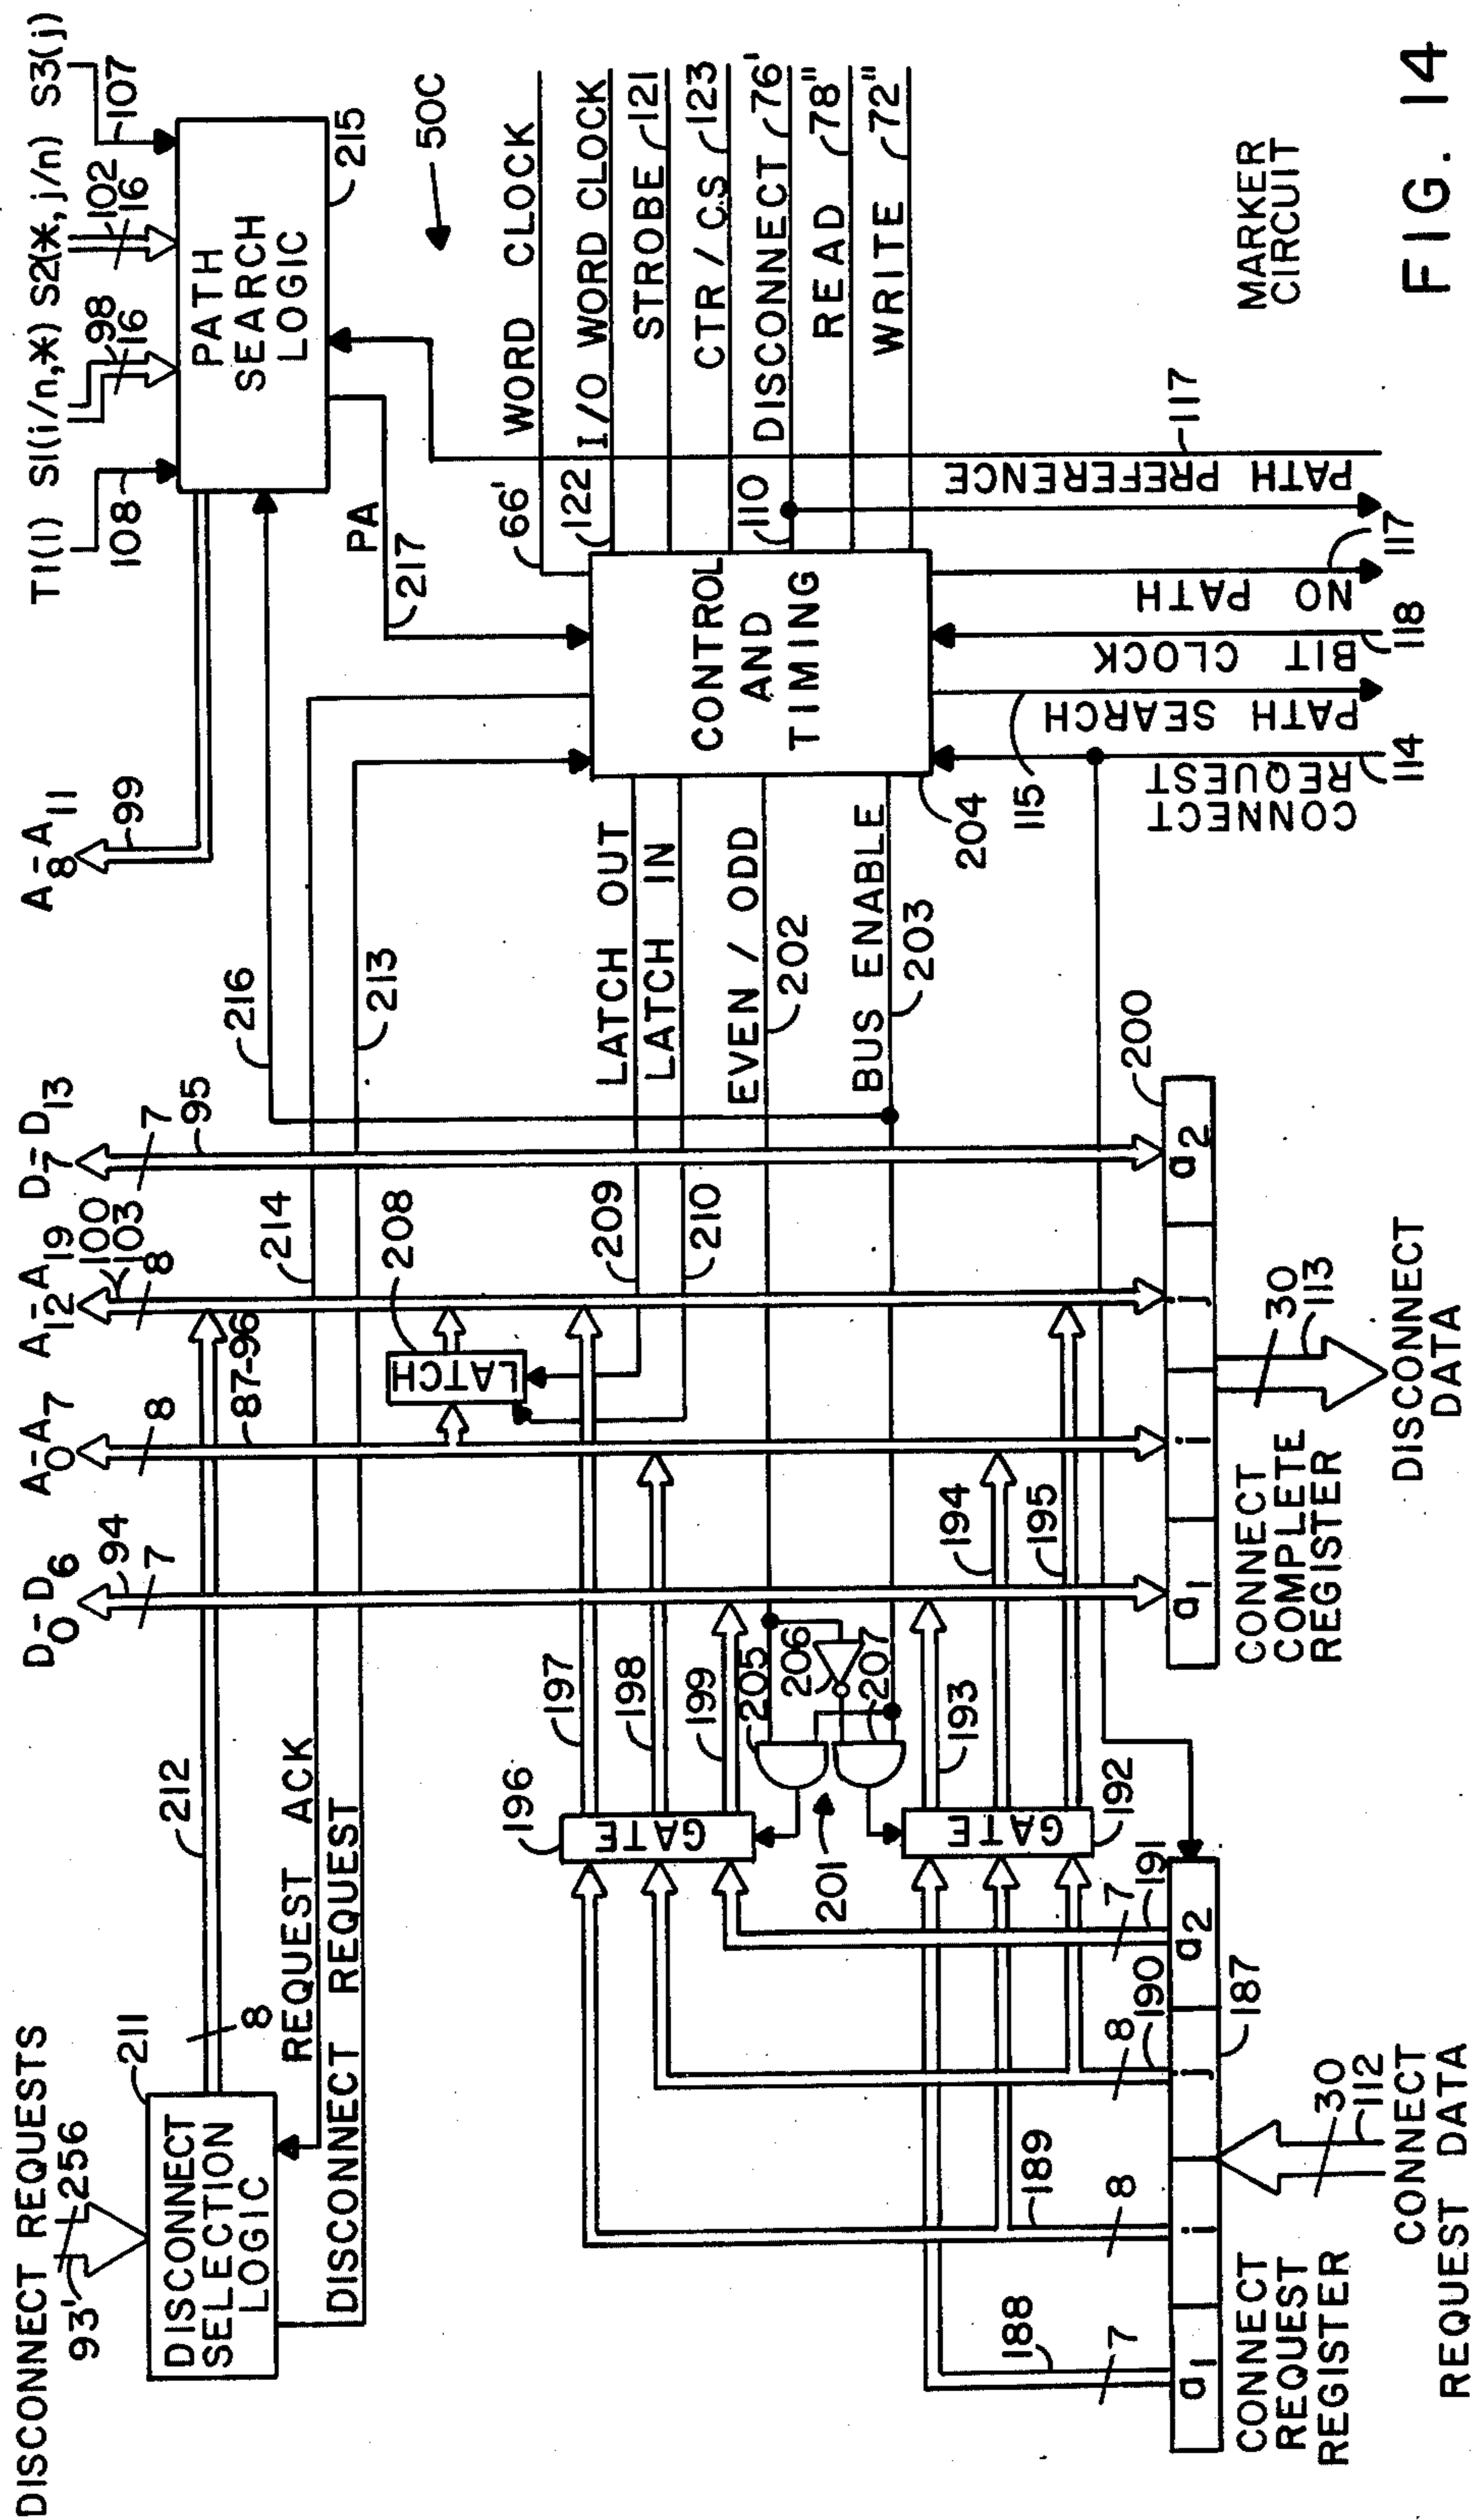 DISCONNECT REQUESTS
93'
256
DISCONNECT
SELECTION
LOGIC
211
8
212
REQUEST ACK
DISCONNECT REQUEST
D0-D6
94
7
A0-A7
8
87-96
A12-A19
100
103
8
D7-D13
7
95
A8-A11
99
T1(1) S1(i/n,*) S2(*,j/n) S3(j)
108
98
16
102
16
107
PATH
SEARCH
LOGIC
215
50C
216
214
213
PA
217
LATCH
208
209
210
LATCH OUT
LATCH IN
EVEN / ODD
202
BUS ENABLE
203
CONTROL
AND
TIMING
204
66'
WORD CLOCK
122
I/O WORD CLOCK
STROBE
121
CTR / CS
123
110
DISCONNECT
76'
READ
78"
WRITE
72"
196
GATE
197
198
199
205
206
207
201
GATE
192
193
194
195
188
7
189
8
190
8
191
7
a1
i
j
a2
187
CONNECT
REQUEST
REGISTER
30
112
CONNECT
REQUEST DATA
a1
i
j
a2
200
CONNECT
COMPLETE
REGISTER
30
113
DISCONNECT
DATA
CONNECT
REQUEST
114
PATH SEARCH
115
BIT CLOCK
118
NO PATH
117
PATH PREFERENCE
117
MARKER
CIRCUIT
FIG. 14